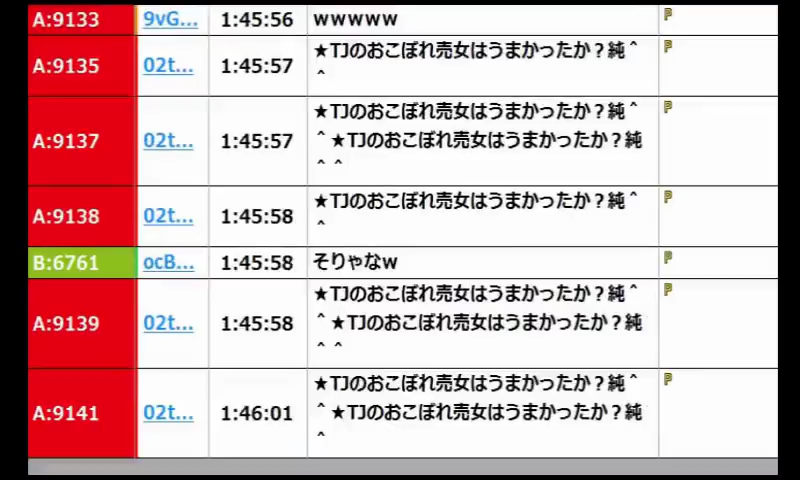 A:9133 9vG... 1:45:56 wwwww P
A:9135 02t... 1:45:57 ★TJのおこぼれ売女はうまかったか？純＾ P
＾
A:9137 02t... 1:45:57 ★TJのおこぼれ売女はうまかったか？純＾ P
＾★TJのおこぼれ売女はうまかったか？純
＾＾
A:9138 02t... 1:45:58 ★TJのおこぼれ売女はうまかったか？純＾ P
＾
B:6761 ocB... 1:45:58 そりゃなw P
A:9139 02t... 1:45:58 ★TJのおこぼれ売女はうまかったか？純＾ P
＾★TJのおこぼれ売女はうまかったか？純
＾＾
A:9141 02t... 1:46:01 ★TJのおこぼれ売女はうまかったか？純＾ P
＾★TJのおこぼれ売女はうまかったか？純
＾